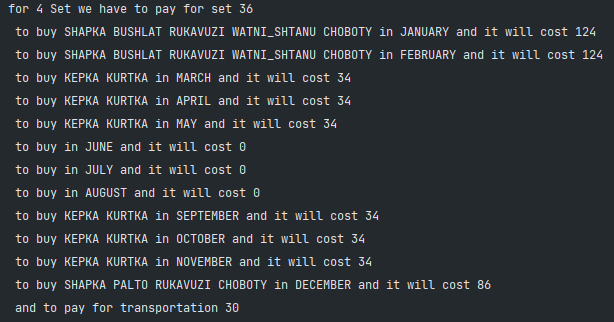 for 4 Set we have to pay for set 36
to buy SHAPKA BUSHLAT RUKAVUZI WATNI_SHTANU CHOBOTY in JANUARY and it will cost 124
to buy SHAPKA BUSHLAT RUKAVUZI WATNI_SHTANU CHOBOTY in FEBRUARY and it will cost 124
to buy KEPKA KURTKA in MARCH and it will cost 34
to buy KEPKA KURTKA in APRIL and it will cost 34
to buy KEPKA KURTKA in MAY and it will cost 34
to buy in JUNE and it will cost 0
to buy in JULY and it will cost 0
to buy in AUGUST and it will cost 0
to buy KEPKA KURTKA in SEPTEMBER and it will cost 34
to buy KEPKA KURTKA in OCTOBER and it will cost 34
to buy KEPKA KURTKA in NOVEMBER and it will cost 34
to buy SHAPKA PALTO RUKAVUZI CHOBOTY in DECEMBER and it will cost 86
and to pay for transportation 30